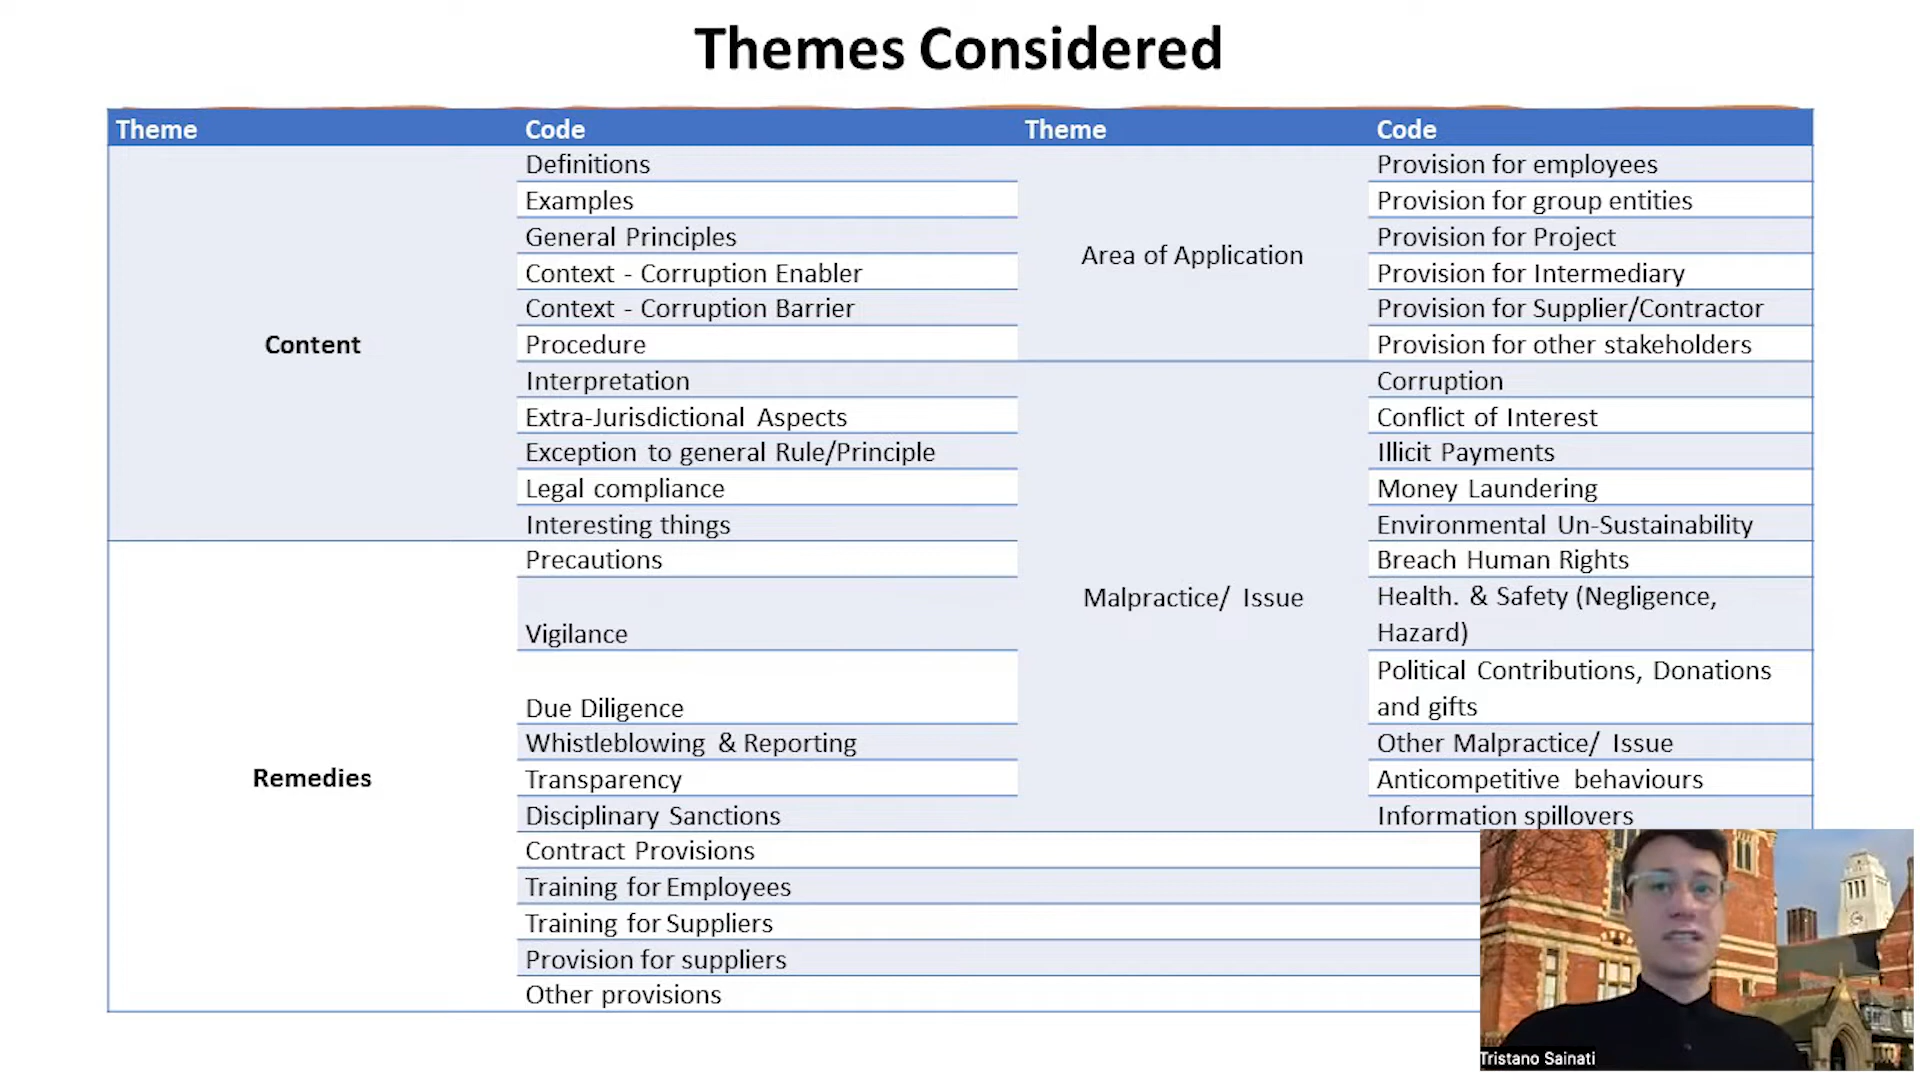 Themes Considered
Theme Code Theme Code
Content
Definitions
Examples
General Principles
Context - Corruption Enabler
Context - Corruption Barrier
Procedure
Interpretation
Extra-Jurisdictional Aspects
Exception to general Rule/Principle
Legal compliance
Interesting things
Remedies
Precautions
Vigilance
Due Diligence
Whistleblowing & Reporting
Transparency
Disciplinary Sanctions
Contract Provisions
Training for Employees
Training for Suppliers
Provision for suppliers
Other provisions
Area of Application
Provision for employees
Provision for group entities
Provision for Project
Provision for Intermediary
Provision for Supplier/Contractor
Provision for other stakeholders
Malpractice/ Issue
Corruption
Conflict of Interest
Illicit Payments
Money Laundering
Environmental Un-Sustainability
Breach Human Rights
Health. & Safety (Negligence,
Hazard)
Political Contributions, Donations
and gifts
Other Malpractice/ Issue
Anticompetitive behaviours
Information spillovers
Tristano Sainati